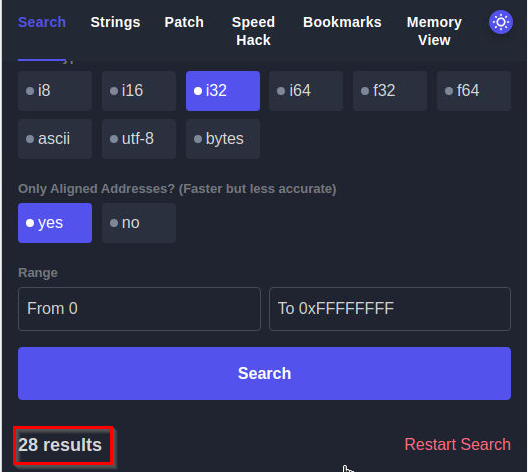 Search Strings Patch Speed Hack Bookmarks Memory View
i8 i16 i32 i64 f32 f64
ascii utf-8 bytes
Only Aligned Addresses? (Faster but less accurate)
yes no
Range
From 0 To 0xFFFFFFFF
Search
28 results Restart Search